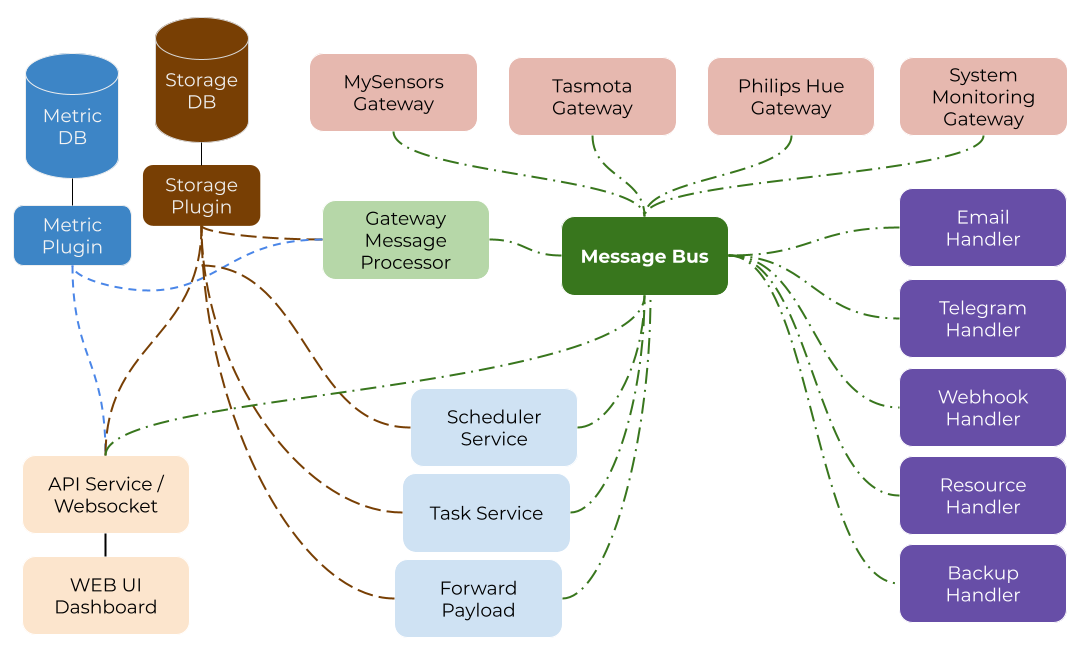 Storage
DB
Metric
DB
MySensors
Gateway
Tasmota
Gateway
Philips Hue
Gateway
System
Monitoring
Gateway
Storage
Plugin
Metric
Plugin
Gateway
Message
Processor
Message Bus
Email
Handler
Telegram
Handler
Webhook
Handler
Resource
Handler
Backup
Handler
Scheduler
Service
Task Service
Forward
Payload
API Service /
Websocket
WEB UI
Dashboard